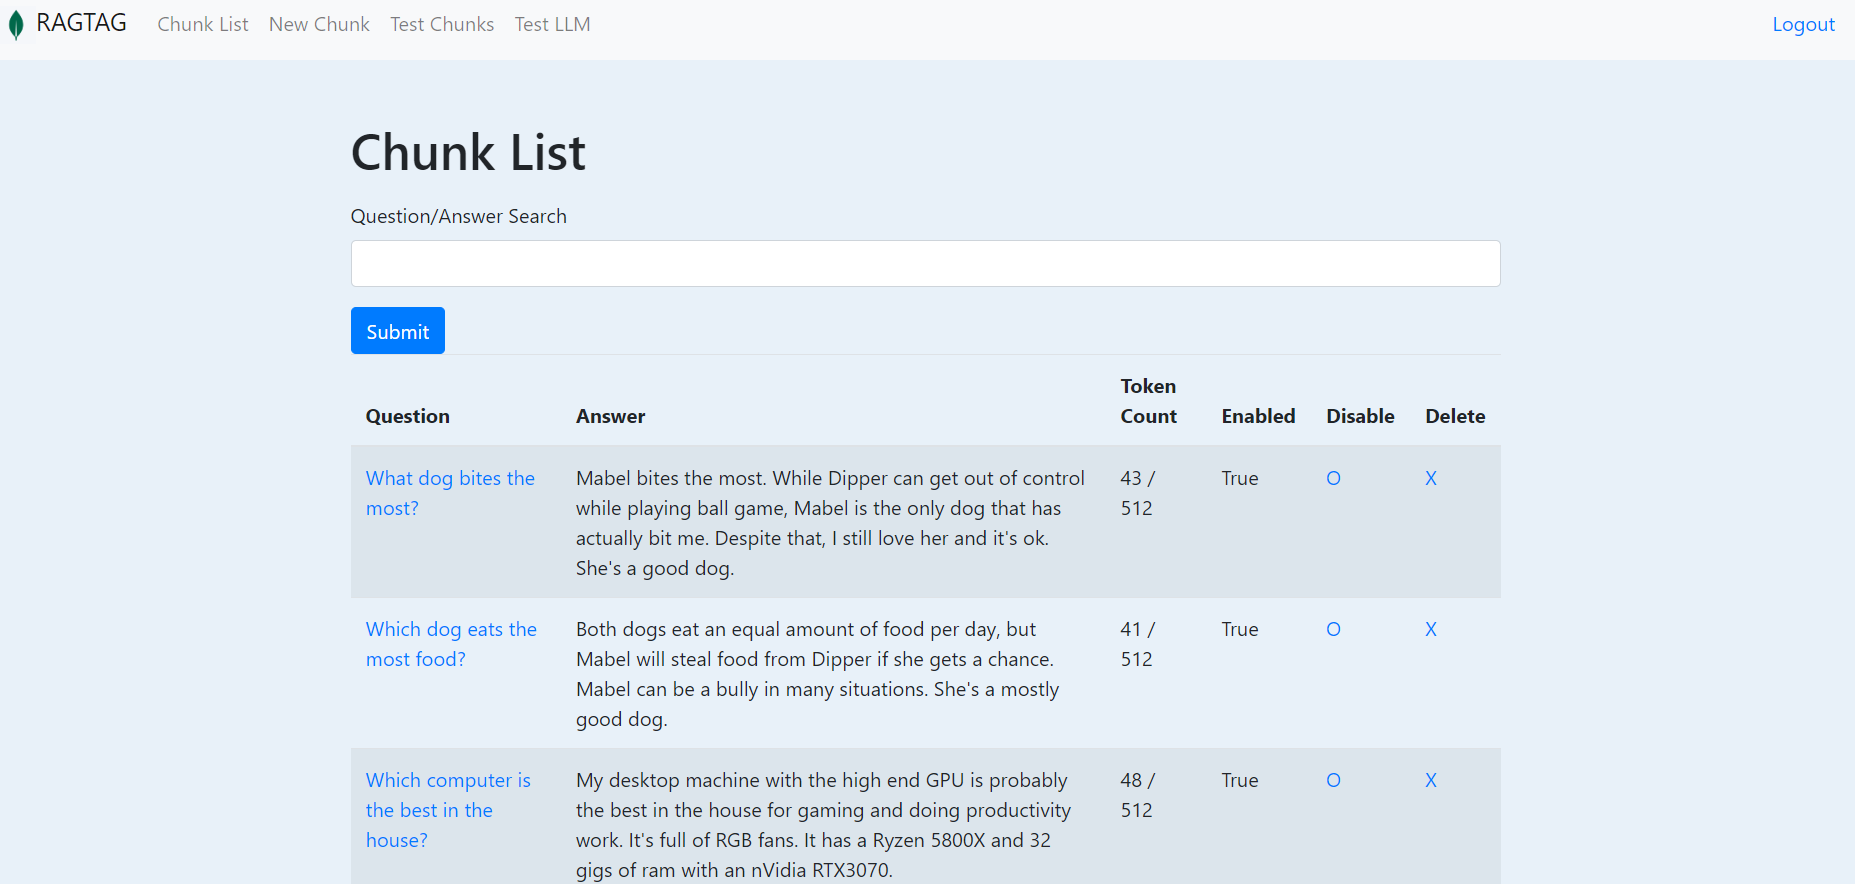 RAGTAG Chunk List New Chunk Test Chunks Test LLM Logout
Chunk List
Question/Answer Search
Submit
Question Answer Token Count Enabled Disable Delete
What dog bites the most?
Mabel bites the most. While Dipper can get out of control
while playing ball game, Mabel is the only dog that has
actually bit me. Despite that, I still love her and it's ok.
She's a good dog.
43 /
512
True
O
X
Which dog eats the
most food?
Both dogs eat an equal amount of food per day, but
Mabel will steal food from Dipper if she gets a chance.
Mabel can be a bully in many situations. She's a mostly
good dog.
41 /
512
True
O
X
Which computer is
the best in the
house?
My desktop machine with the high end GPU is probably
the best in the house for gaming and doing productivity
work. It's full of RGB fans. It has a Ryzen 5800X and 32
gigs of ram with an nVidia RTX3070.
48 /
512
True
O
X